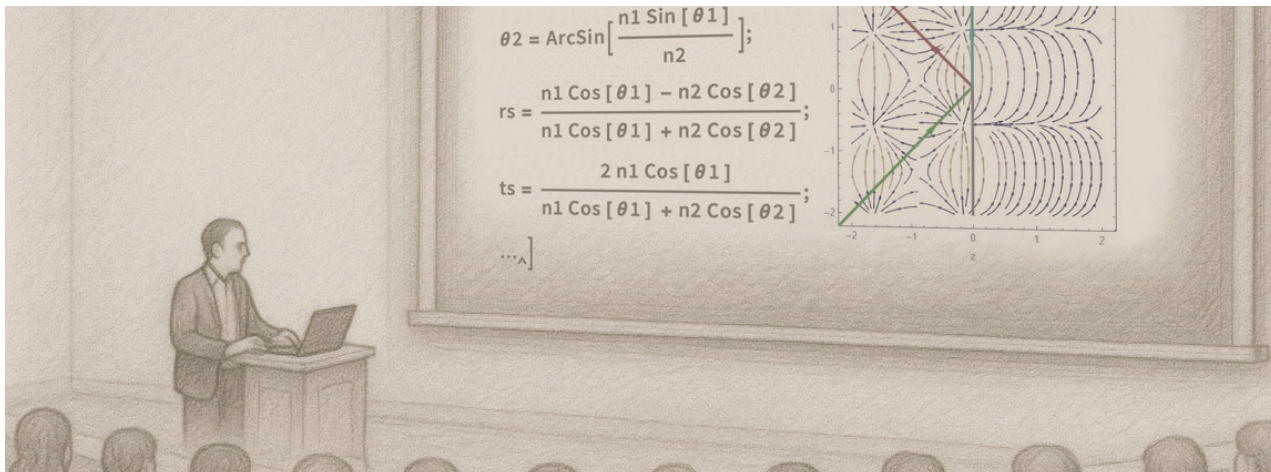 θ2 = ArcSin[n1 Sin[θ1] / n2];
rs = (n1 Cos[θ1] − n2 Cos[θ2]) / (n1 Cos[θ1] + n2 Cos[θ2]);
ts = 2 n1 Cos[θ1] / (n1 Cos[θ1] + n2 Cos[θ2]);
...^]
1
0
−1
−2
−2 −1 0 1 2
z